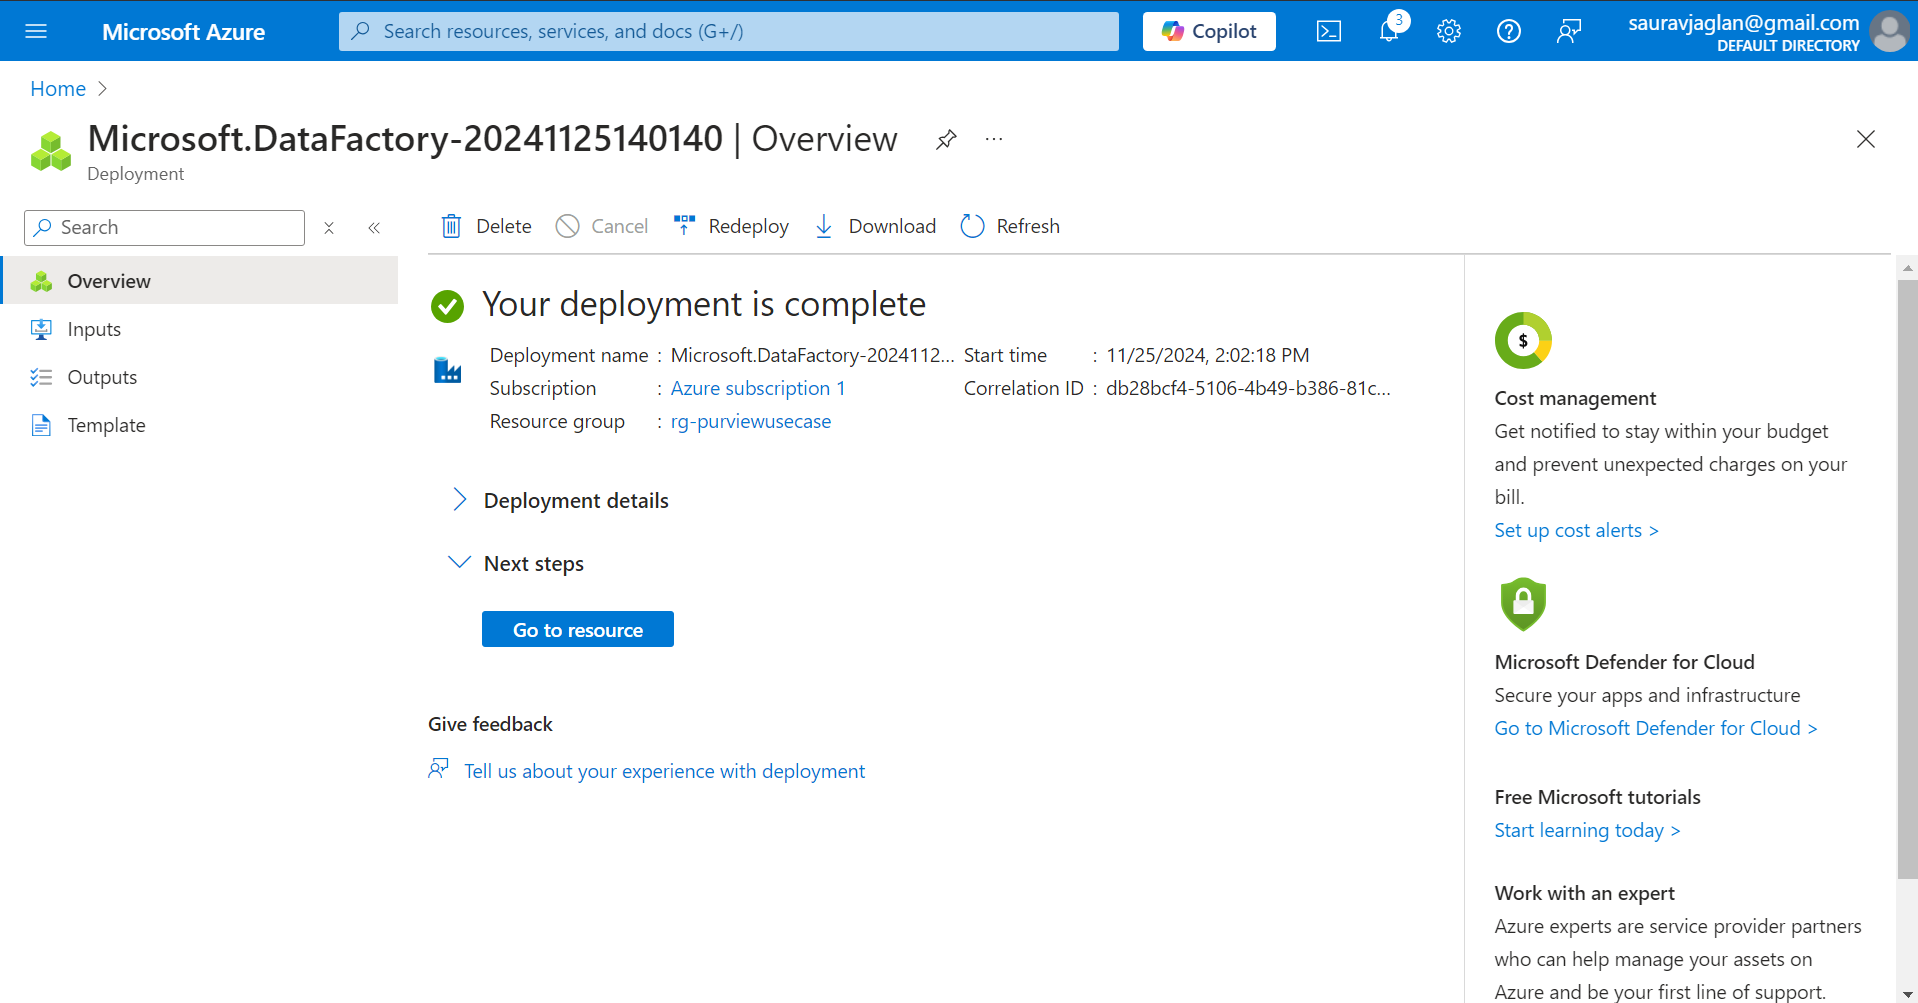 Microsoft Azure
Search resources, services, and docs (G+/)
Copilot
3
sauravjaglan@gmail.com
DEFAULT DIRECTORY
Home
Microsoft.DataFactory-20241125140140 | Overview
Deployment
Search
Delete
Cancel
Redeploy
Download
Refresh
Overview
Inputs
Outputs
Template
Your deployment is complete
Deployment name : Microsoft.DataFactory-2024112...
Subscription : Azure subscription 1
Resource group : rg-purviewusecase
Start time : 11/25/2024, 2:02:18 PM
Correlation ID : db28bcf4-5106-4b49-b386-81c...
Deployment details
Next steps
Go to resource
Give feedback
Tell us about your experience with deployment
$
Cost management
Get notified to stay within your budget
and prevent unexpected charges on your
bill.
Set up cost alerts >
Microsoft Defender for Cloud
Secure your apps and infrastructure
Go to Microsoft Defender for Cloud >
Free Microsoft tutorials
Start learning today >
Work with an expert
Azure experts are service provider partners
who can help manage your assets on
Azure and be your first line of support.